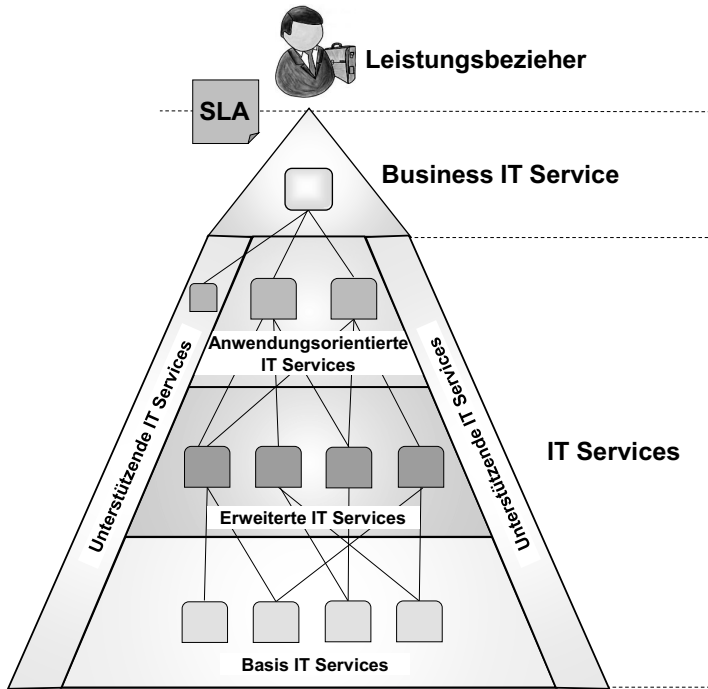 Leistungsbezieher
SLA
Business IT Service
Anwendungsorientierte
IT Services
Unterstützende IT Services
Unterstützende IT Services
IT Services
Erweiterte IT Services
Basis IT Services